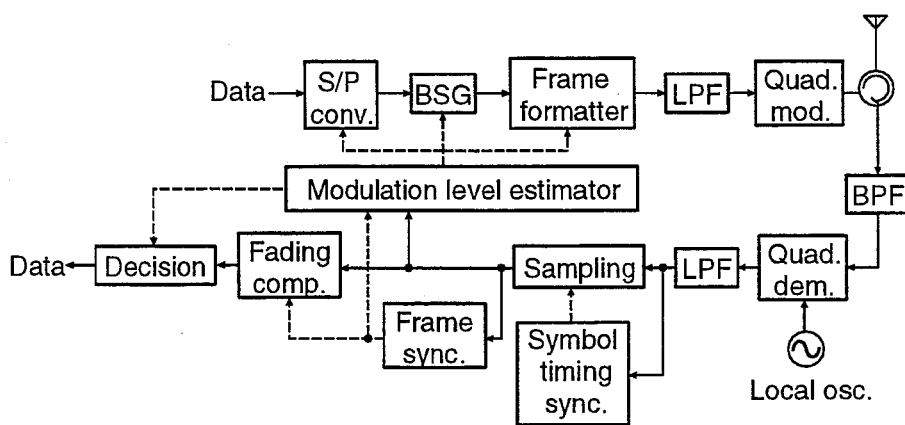 Data
S/P
conv.
BSG
Frame
formatter
LPF
Quad.
mod.
Modulation level estimator
BPF
Data
Decision
Fading
comp.
Sampling
LPF
Quad.
dem.
Frame
sync.
Symbol
timing
sync.
Local osc.